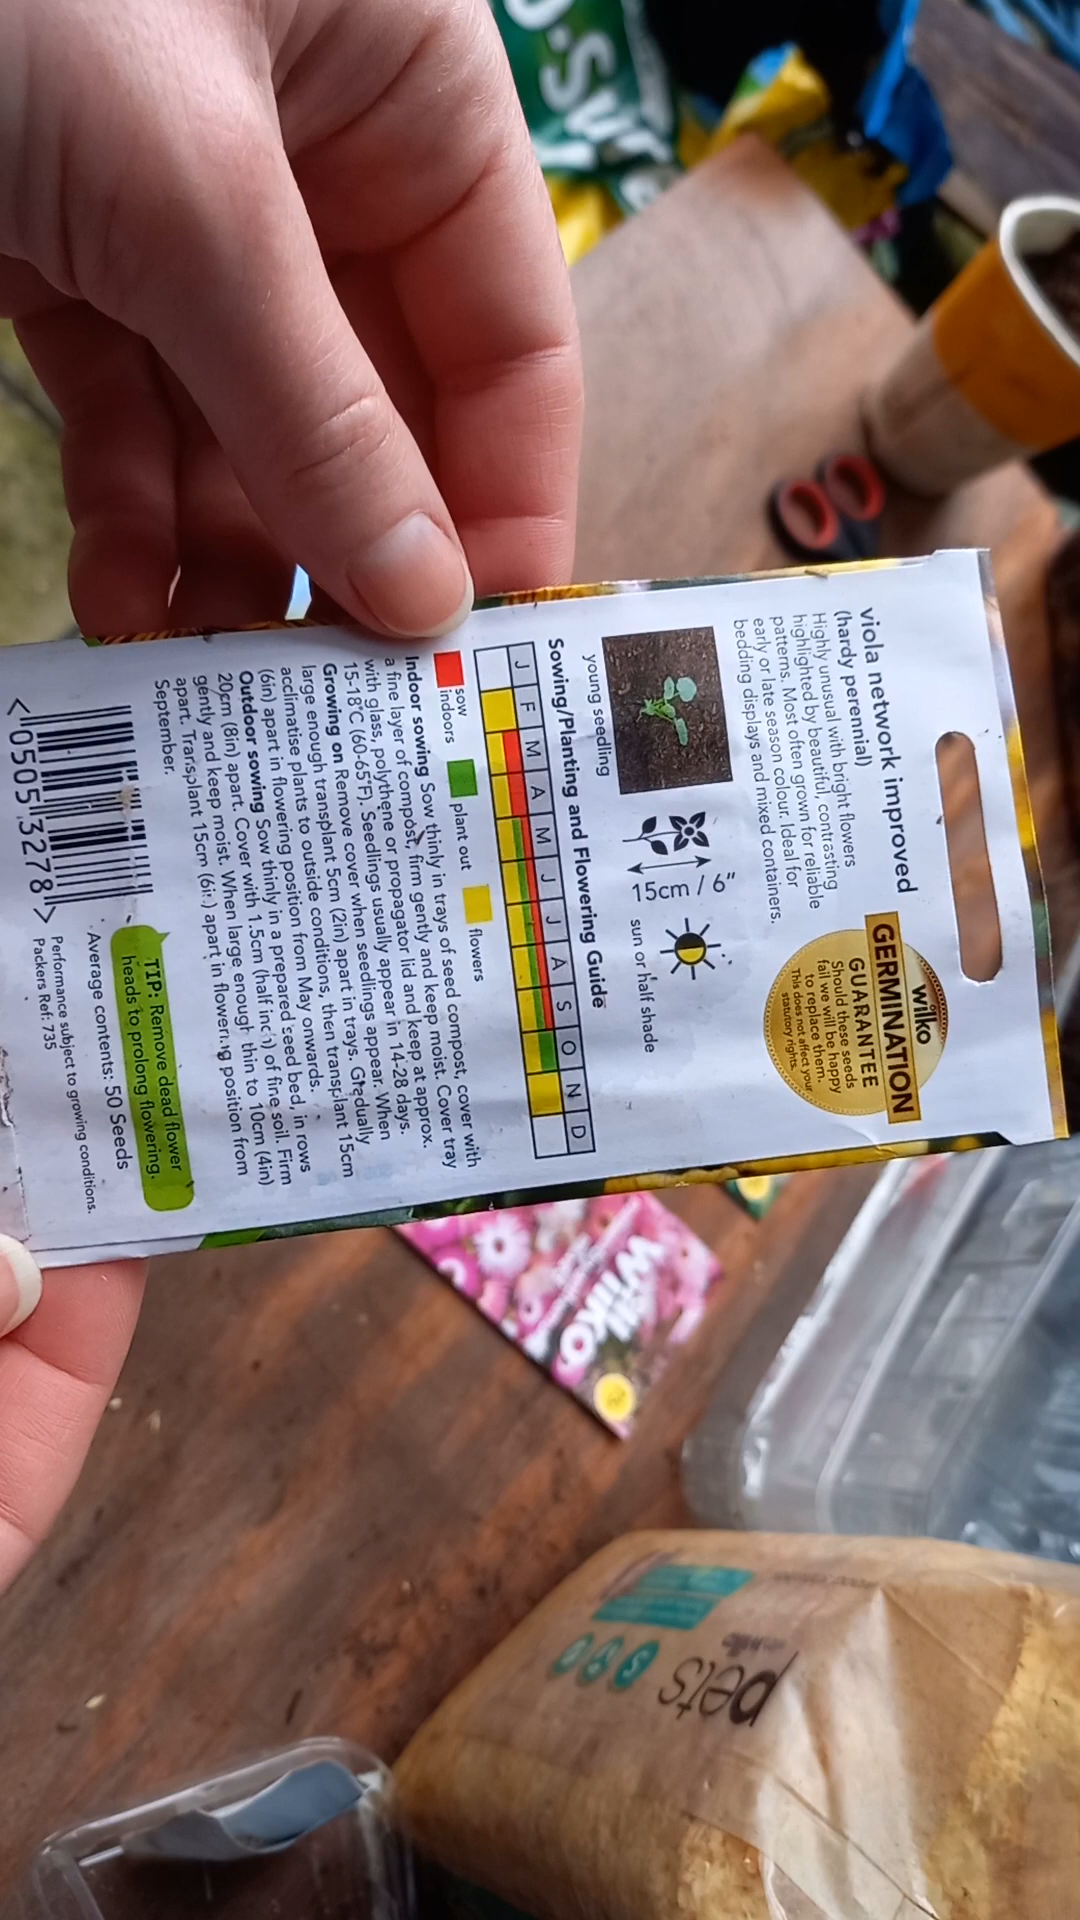 viola network improved
(hardy perennial)
Highly unusual with bright flowers
highlighted by beautiful, contrasting
patterns. Most often grown for reliable
early or late season colour. Ideal for
bedding displays and mixed containers.
wilko
GERMINATION
GUARANTEE
Should these seeds
fail we will be happy
to replace them.
This does not affect your
statutory rights.
young seedling
15cm / 6"
sun or half shade
Sowing/Planting and Flowering Guide
J F M A M J J A S O N D
sow
indoors
plant out
flowers
Indoor sowing Sow thinly in trays of seed compost, cover with
a fine layer of compost, firm gently and keep moist. Cover tray
with glass, polythene or propagator lid and keep at approx.
15-18°C (60-65°F). Seedlings usually appear in 14-28 days.
Growing on Remove cover when seedlings appear. When
large enough transplant 5cm (2in) apart in trays. Gradually
acclimatise plants to outside conditions, then transplant 15cm
(6in) apart in flowering position from May onwards.
Outdoor sowing Sow thinly in a prepared seed bed, in rows
20cm (8in) apart. Cover with 1.5cm (half inch) of fine soil. Firm
gently and keep moist. When large enough thin to 10cm (4in)
apart. Transplant 15cm (6in) apart in flowering position from
September.
TIP: Remove dead flower
heads to prolong flowering.
Average contents: 50 Seeds
Performance subject to growing conditions.
Packers Ref: 735
<05053278>
wilko
pets